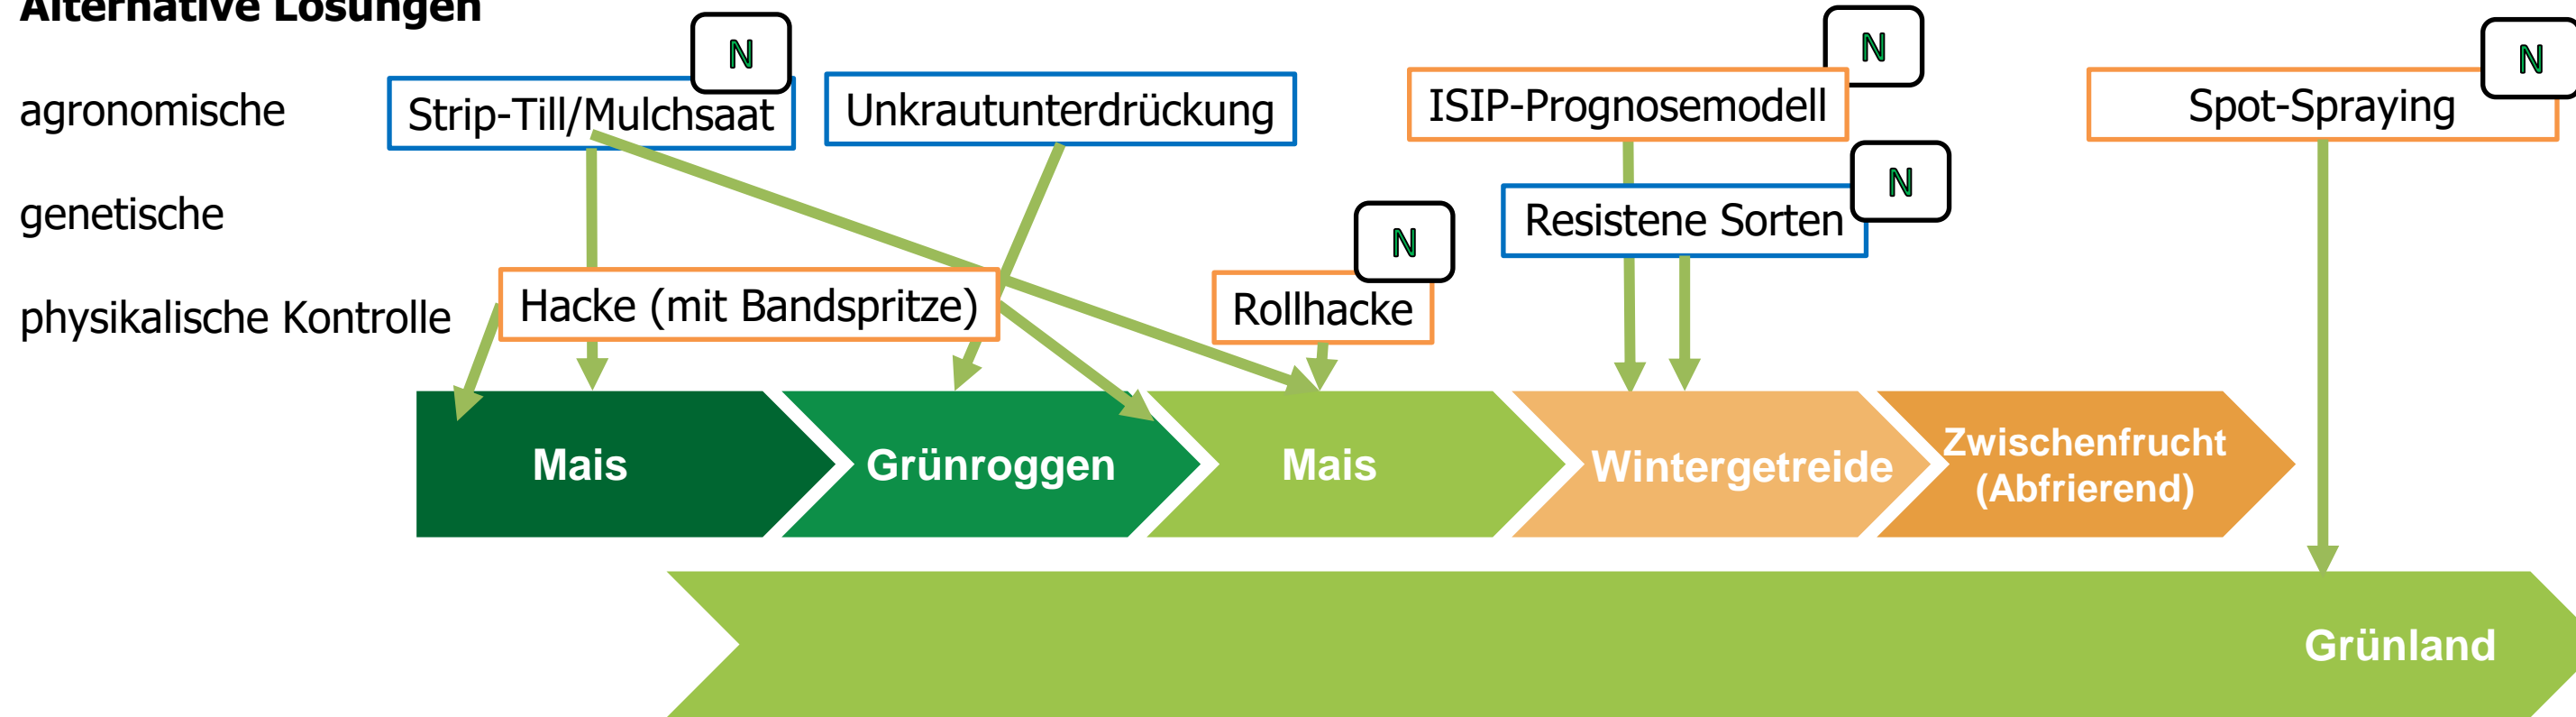 Alternative Lösungen
N
N
N
agronomische
Strip-Till/Mulchsaat
Unkrautunterdrückung
ISIP-Prognosemodell
Spot-Spraying
N
genetische
Resistene Sorten
N
physikalische Kontrolle
Hacke (mit Bandspritze)
Rollhacke
Mais
Grünroggen
Mais
Wintergetreide
Zwischenfrucht
(Abfrierend)
Grünland